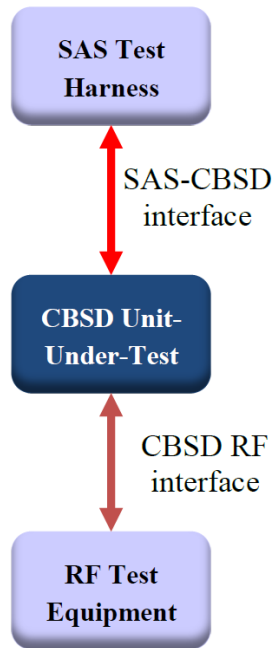 SAS Test
Harness
SAS-CBSD
interface
CBSD Unit-
Under-Test
CBSD RF
interface
RF Test
Equipment